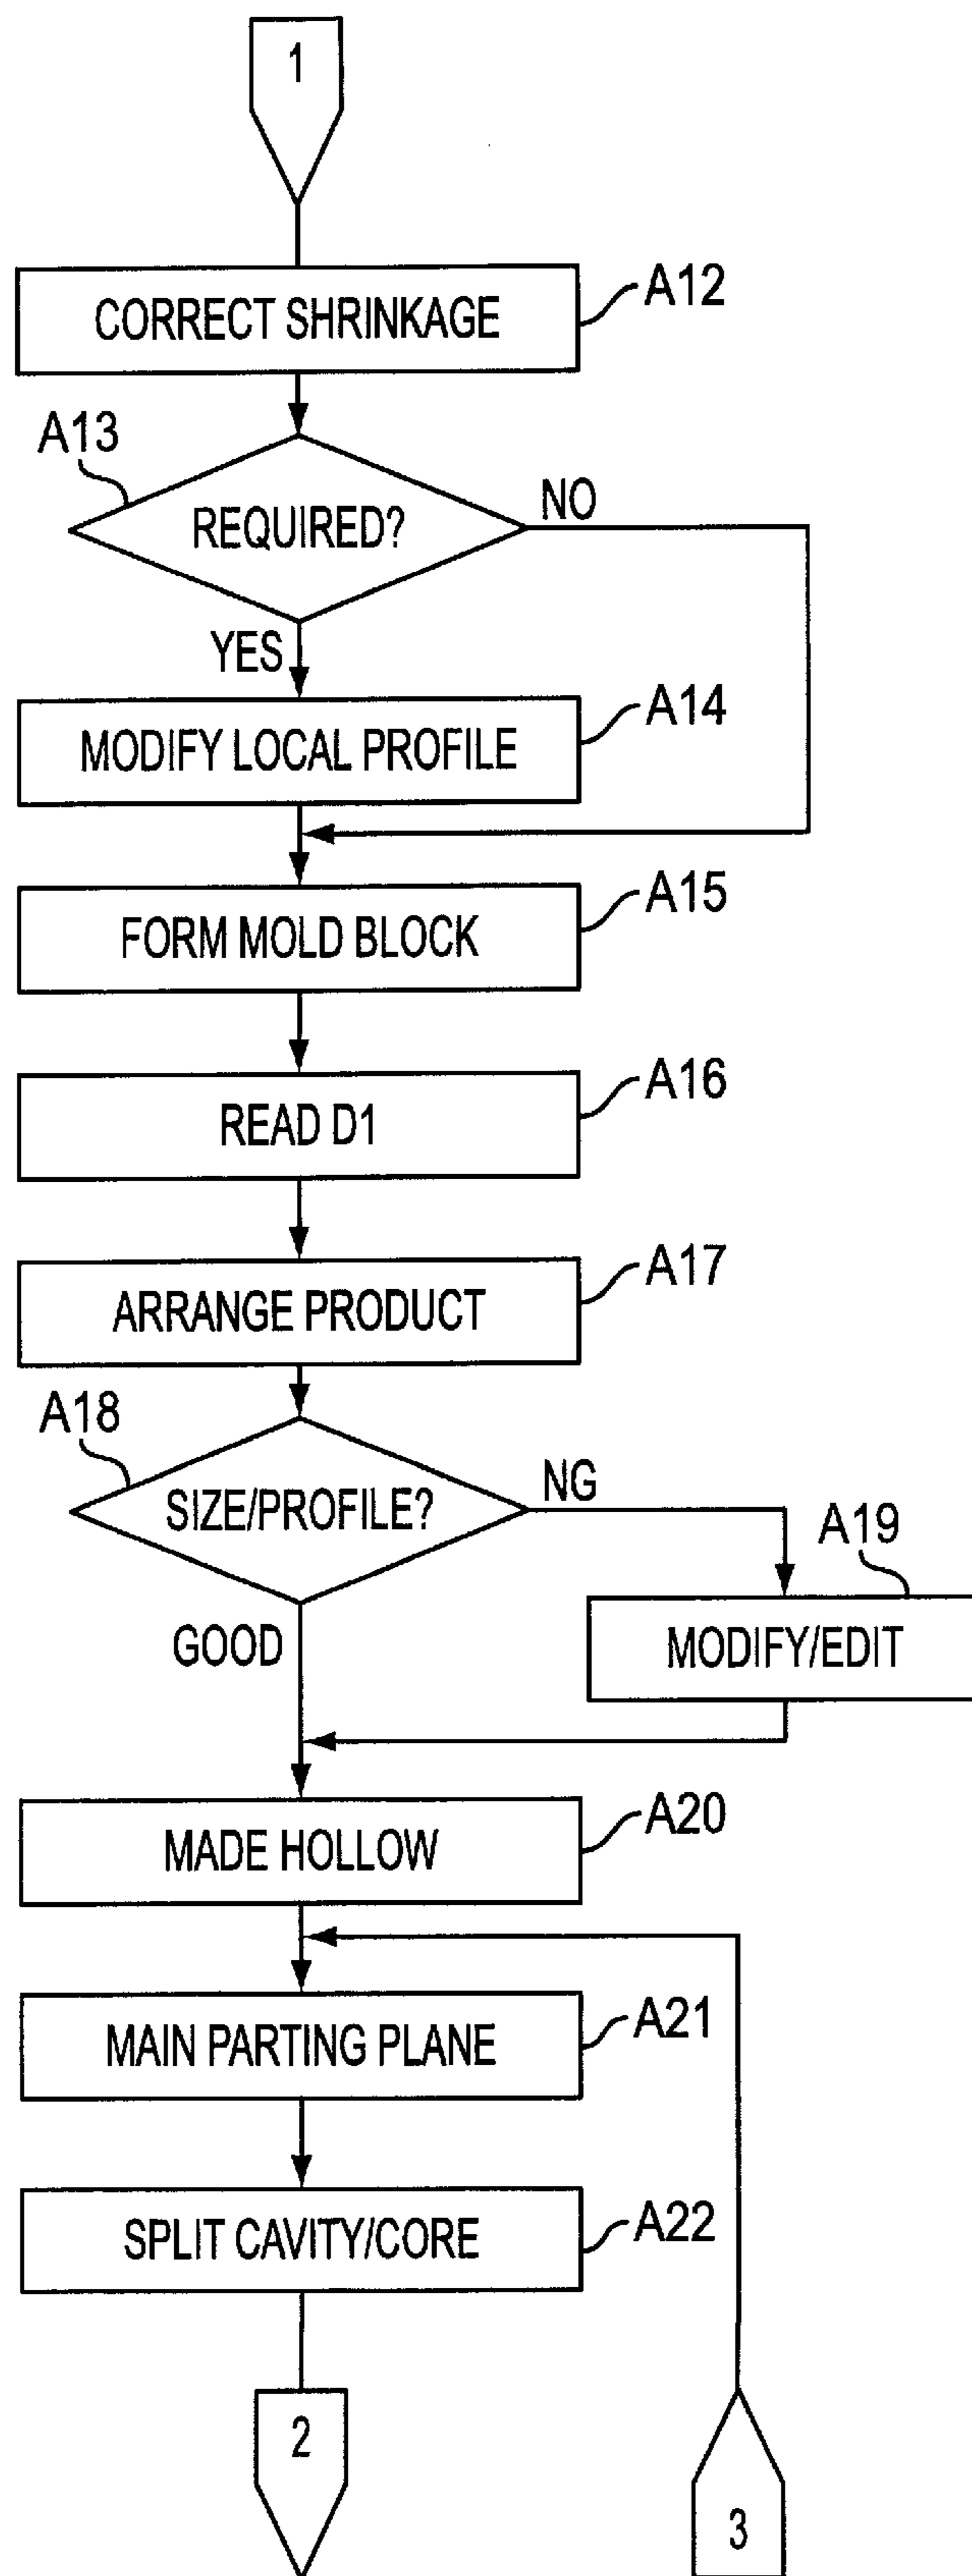 1
CORRECT SHRINKAGE
A12
A13
REQUIRED?
NO
YES
MODIFY LOCAL PROFILE
A14
FORM MOLD BLOCK
A15
READ D1
A16
ARRANGE PRODUCT
A17
A18
SIZE/PROFILE?
NG
A19
MODIFY/EDIT
GOOD
MADE HOLLOW
A20
MAIN PARTING PLANE
A21
SPLIT CAVITY/CORE
A22
2
3